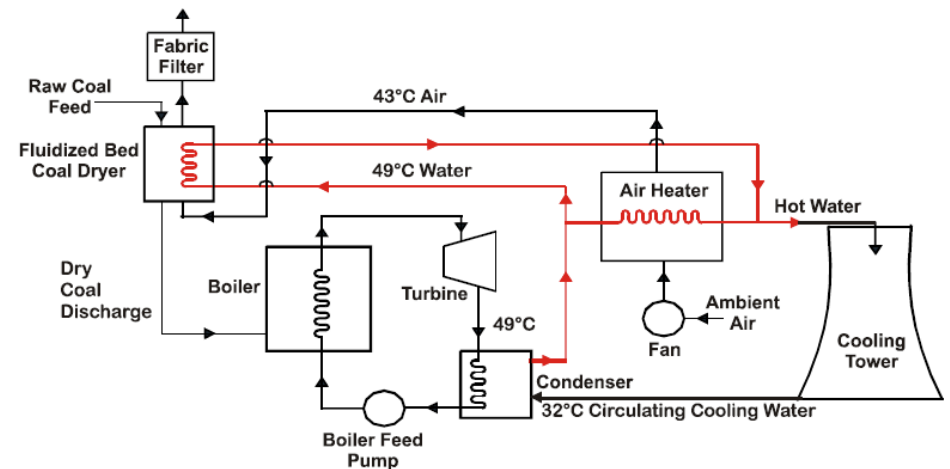 Fabric
Filter
Raw Coal
Feed
43°C Air
Fluidized Bed
Coal Dryer
49°C Water
Air Heater
Hot Water
Dry
Coal
Discharge
Boiler
Turbine
49°C
Ambient
Air
Fan
Cooling
Tower
Condenser
32°C Circulating Cooling Water
Boiler Feed
Pump